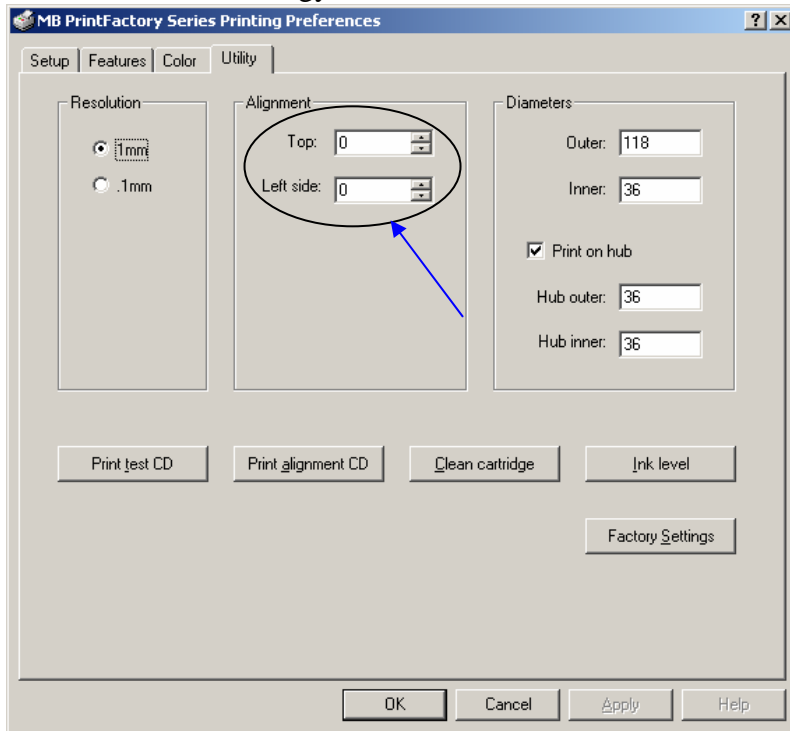 MB PrintFactory Series Printing Preferences
Setup Features Color Utility
Resolution
1mm
.1mm
Alignment
Top: 0
Left side: 0
Diameters
Outer: 118
Inner: 36
Print on hub
Hub outer: 36
Hub inner: 36
Print test CD Print alignment CD Clean cartridge Ink level
Factory Settings
OK Cancel Apply Help